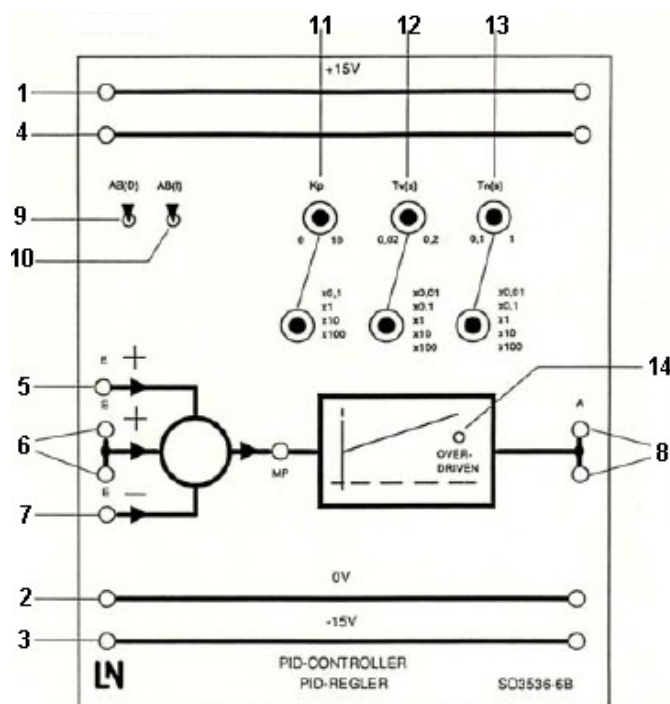 11 12 13
+15V
1
4
AB(D) AB(I) Kp Tv(s) Tn(s)
9
0 10 0,02 0,2 0,1 1
10
x0,1 x0,01 x0,01
x1 x0,1 x0,1
x10 x1 x1
x100 x10 x10
x100 x100
E +
14
5
E A
+
6 8
OVER-
DRIVEN
MP
E —
7
0V
2
-15V
3
LN
PID-CONTROLLER
PID-REGLER SO3536-6B